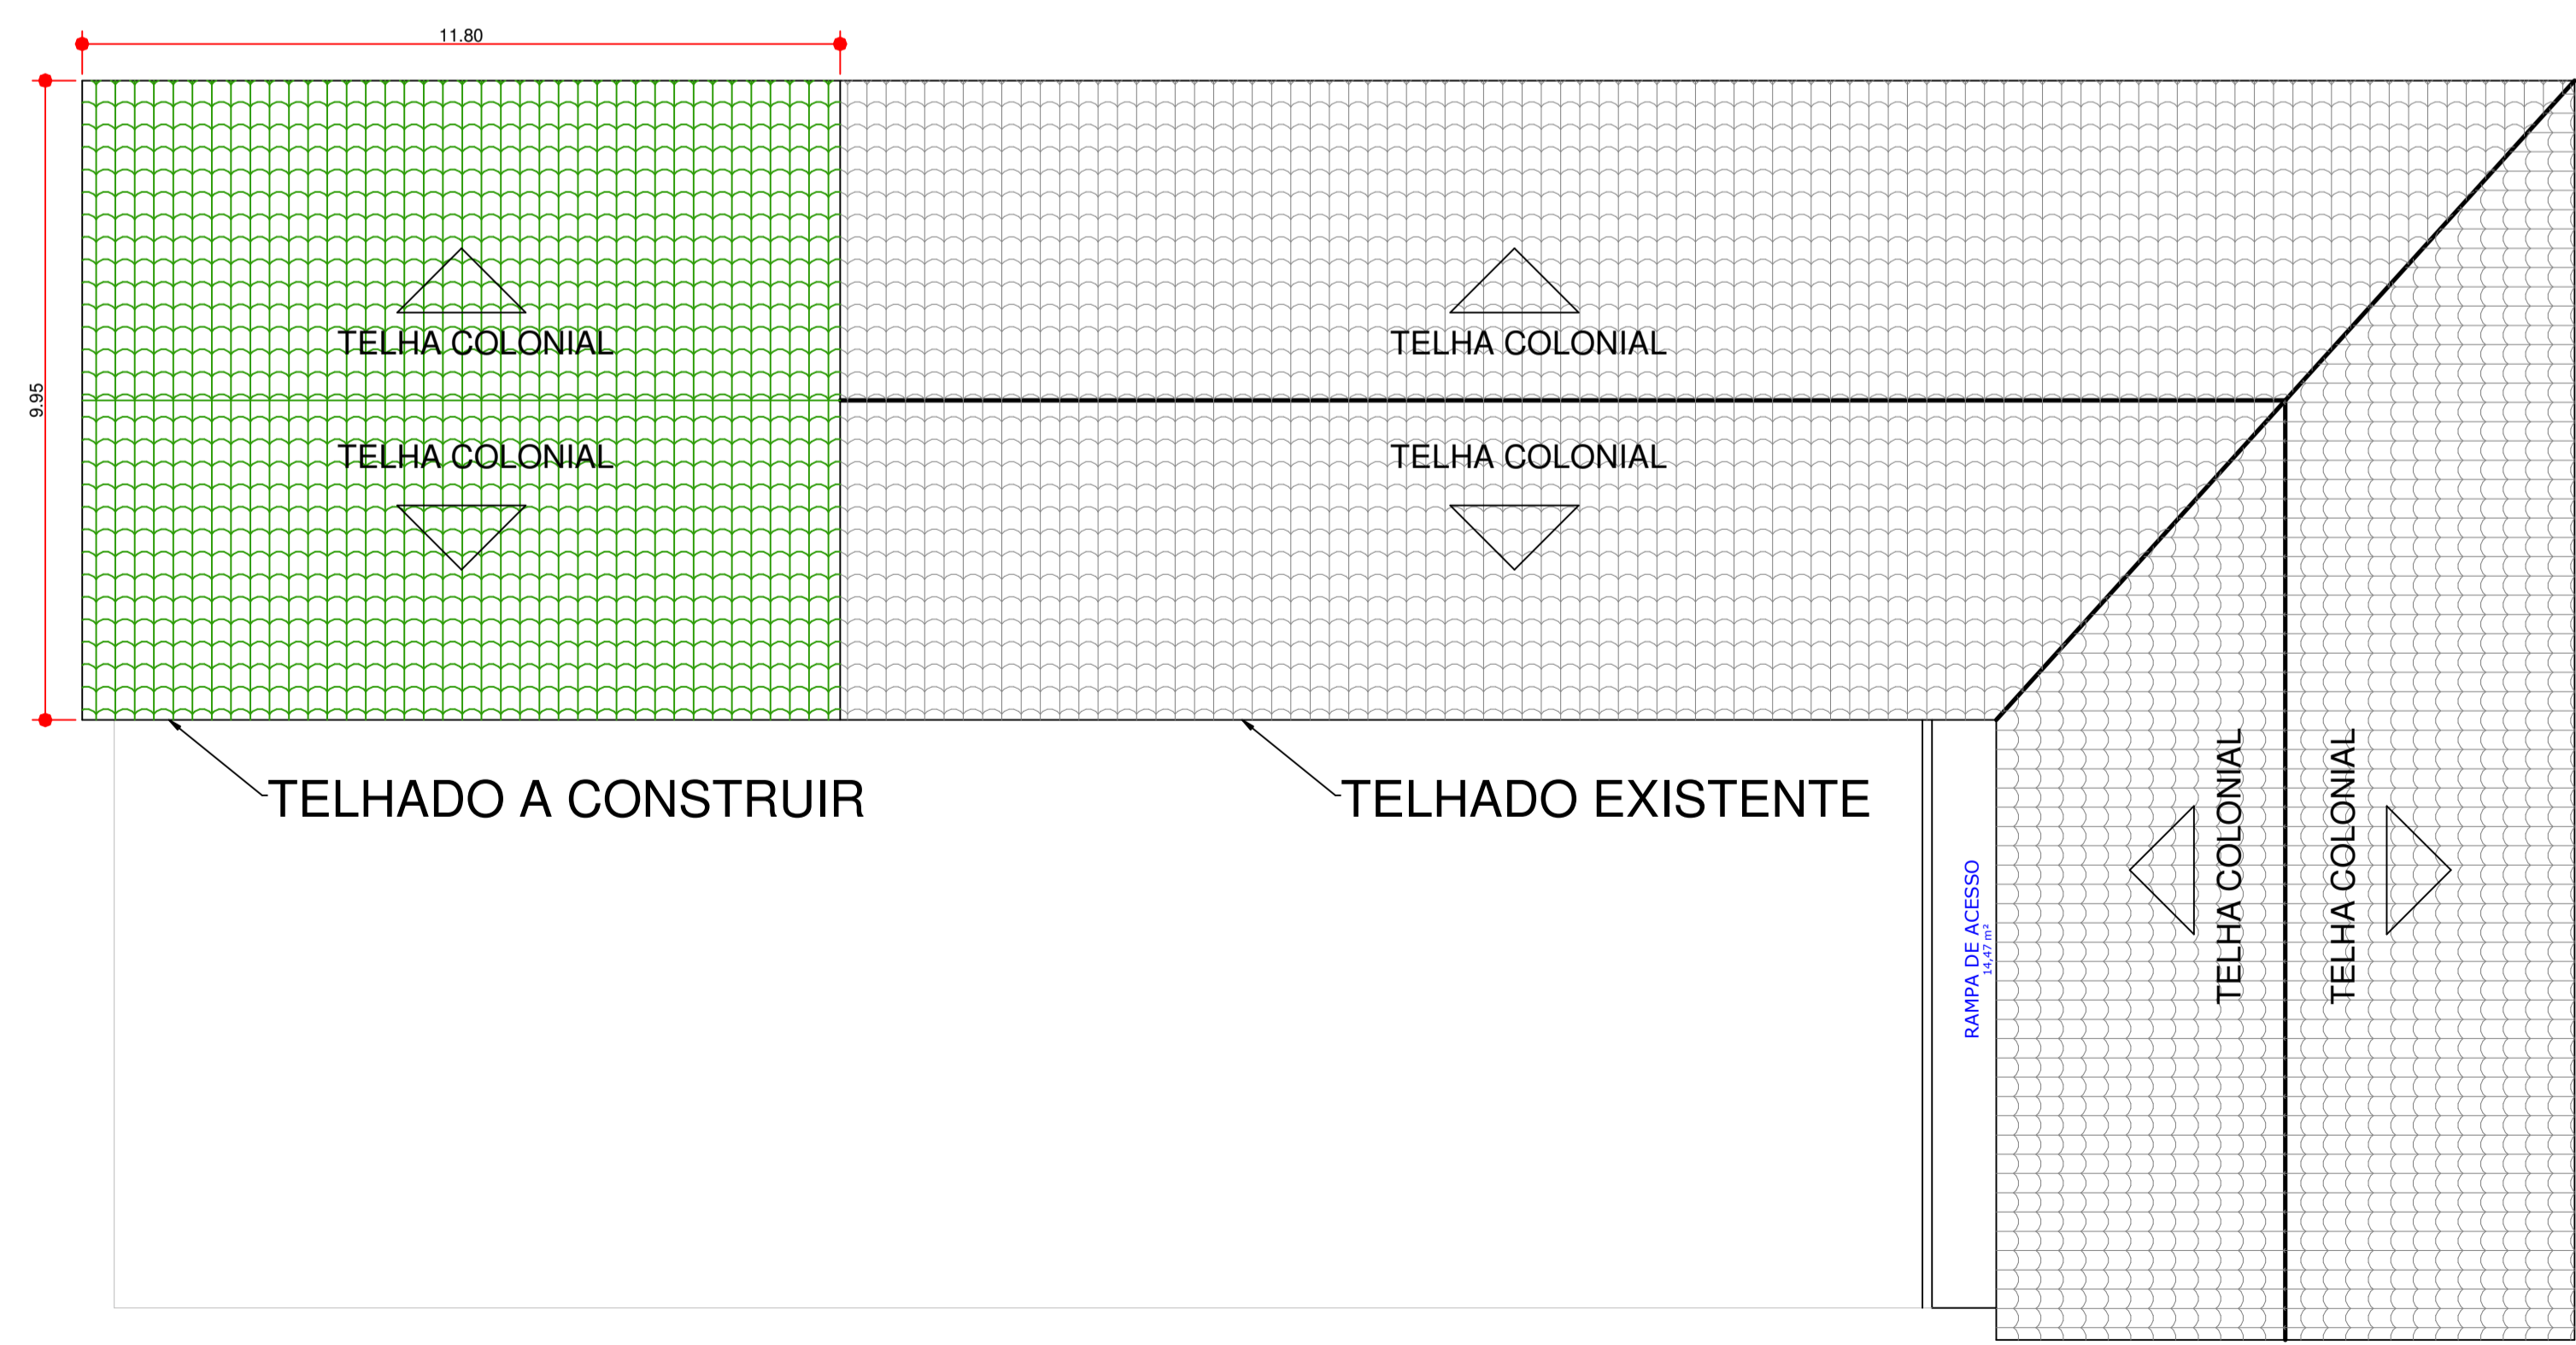 11.80
9.95
TELHA COLONIAL
TELHA COLONIAL
TELHA COLONIAL
TELHA COLONIAL
TELHADO A CONSTRUIR
TELHADO EXISTENTE
RAMPA DE ACESSO
14,47 m²
TELHA COLONIAL
TELHA COLONIAL